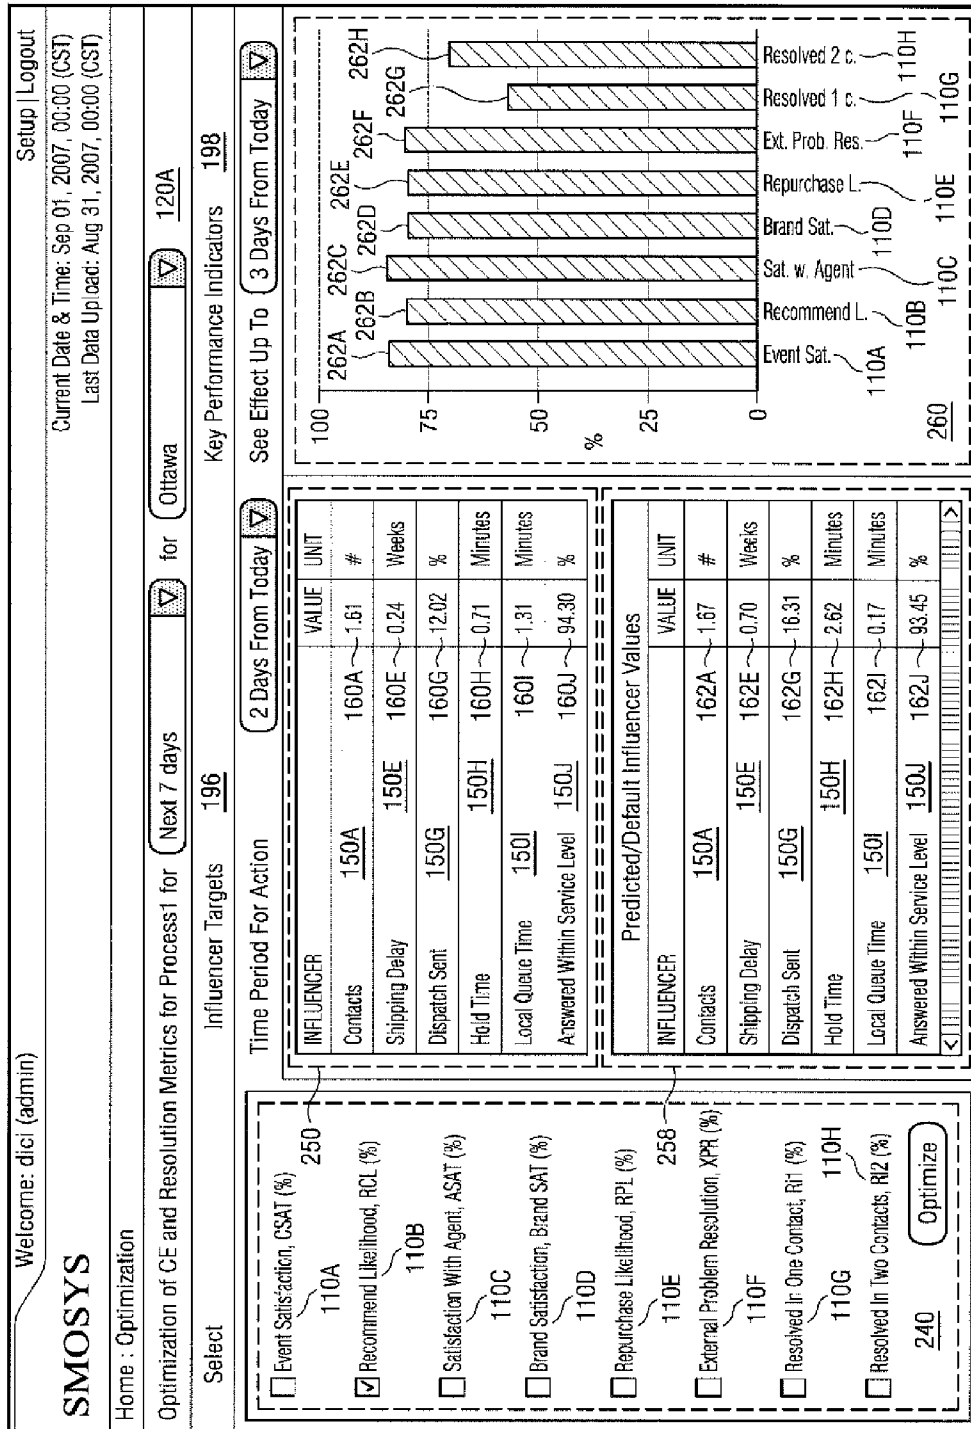 Welcome: dici (admin)
Setup | Logout
SMOSYS
Current Date & Time: Sep 01, 2007, 00:00 (CST)
Last Data Upload: Aug 31, 2007, 00:00 (CST)
Home : Optimization
Optimization of CE and Resolution Metrics for Process1 for Next 7 days for Ottawa 120A
Select
Influencer Targets 196
Key Performance Indicators 198
Event Satisfaction, CSAT (%)
110A
Recommend Likelihood, RCL (%)
110B
Satisfaction With Agent, ASAT (%)
110C
Brand Satisfaction, Brand SAT (%)
110D
Repurchase Likelihood, RPL (%)
110E
External Problem Resolution, XPR (%)
110F
Resolved In One Contact, RI1 (%)
110G
110H
Resolved In Two Contacts, RI2 (%)
240
Optimize
Time Period For Action 2 Days From Today
250
INFLUENCER VALUE UNIT
Contacts 150A 160A 1.61 #
Shipping Delay 150E 160E 0.24 Weeks
Dispatch Sent 150G 160G 12.02 %
Hold Time 150H 160H 0.71 Minutes
Local Queue Time 150I 160I 1.31 Minutes
Answered Within Service Level 150J 160J 94.30 %
258
Predicted/Default Influencer Values
INFLUENCER VALUE UNIT
Contacts 150A 162A 1.67 #
Shipping Delay 150E 162E 0.70 Weeks
Dispatch Sent 150G 162G 16.31 %
Hold Time 150H 162H 2.62 Minutes
Local Queue Time 150I 162I 0.17 Minutes
Answered Within Service Level 150J 162J 93.45 %
See Effect Up To 3 Days From Today
262A 262B 262C 262D 262E 262F 262G 262H
100
75
50
25
0
%
Event Sat. Recommend L. Sat. w. Agent Brand Sat. Repurchase L. Ext. Prob. Res. Resolved 1 c. Resolved 2 c.
110A 110B 110C 110D 110E 110F 110G 110H
260